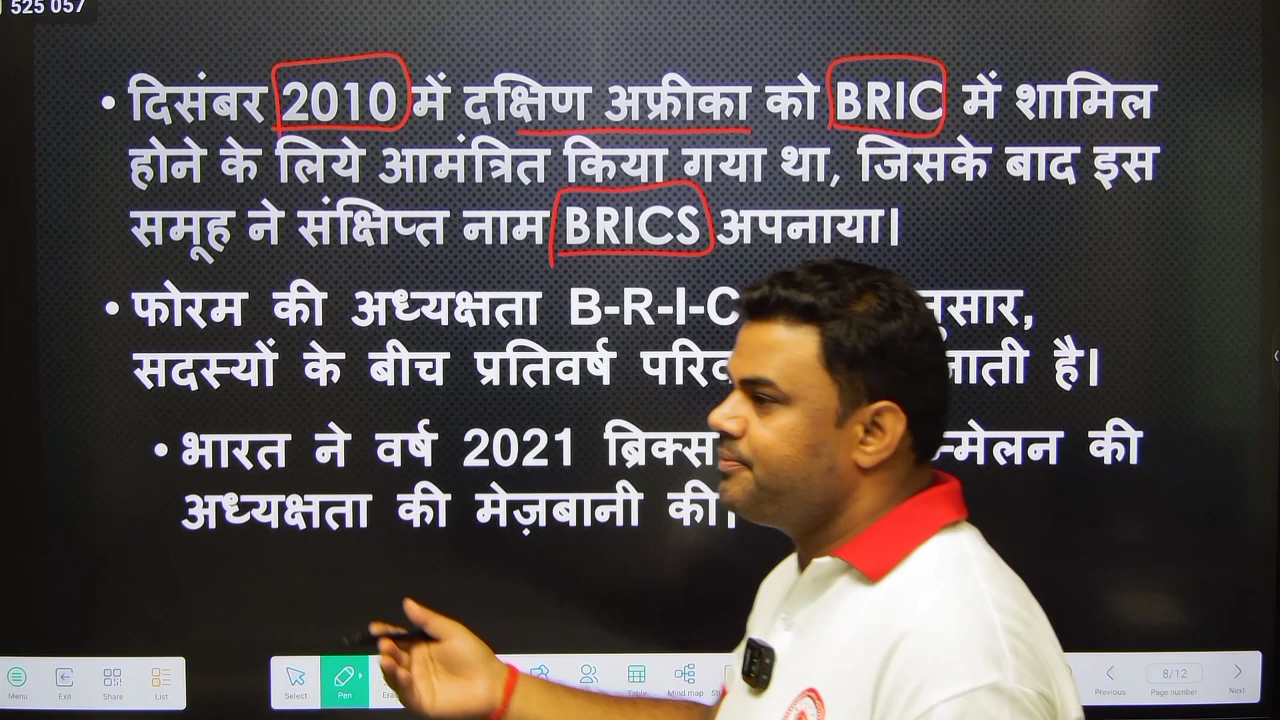 525 057
• दिसंबर 2010 में दक्षिण अफ्रीका को BRIC में शामिल
होने के लिये आमंत्रित किया गया था, जिसके बाद इस
समूह ने संक्षिप्त नाम BRICS अपनाया।
• फोरम की अध्यक्षता B-R-I-C
सदस्यों के बीच प्रतिवर्ष है।
• भारत ने वर्ष 2021 ब्रिक्स की
अध्यक्षता की मेज़बानी की।
Menu Exit Share List Select Pen Table Mind map Previous 8/12 Page number Next